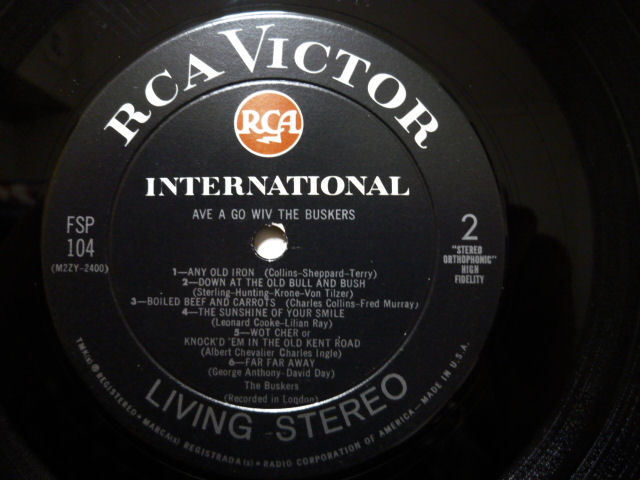 RCA VICTOR
RCA
INTERNATIONAL
AVE A GO WIV THE BUSKERS
FSP
104
(M2ZY-2400)
2
"STEREO
ORTHOPHONIC"
HIGH
FIDELITY
1—ANY OLD IRON (Collins-Sheppard-Terry)
2—DOWN AT THE OLD BULL AND BUSH
(Sterling-Hunting-Krone-Von Tilzer)
3—BOILED BEEF AND CARROTS (Charles Collins-Fred Murray)
4—THE SUNSHINE OF YOUR SMILE
(Leonard Cooke-Lilian Ray)
5—WOT CHER or
KNOCK'D 'EM IN THE OLD KENT ROAD
(Albert Chevalier Charles Ingle)
6—FAR FAR AWAY
(George Anthony-David Day)
The Buskers
(Recorded in London)
LIVING STEREO
TMK(s) ® REGISTERED • MARCA(s) REGISTRADA(s) • RADIO CORPORATION OF AMERICA — MADE IN U.S.A.